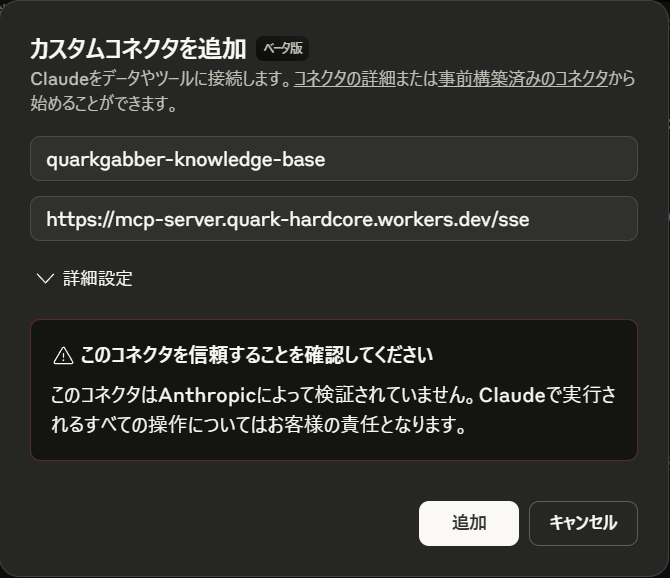 カスタムコネクタを追加 ベータ版
Claudeをデータやツールに接続します。コネクタの詳細または事前構築済みのコネクタから
始めることができます。
quarkgabber-knowledge-base
https://mcp-server.quark-hardcore.workers.dev/sse
詳細設定
このコネクタを信頼することを確認してください
このコネクタはAnthropicによって検証されていません。Claudeで実行さ
れるすべての操作についてはお客様の責任となります。
追加 キャンセル